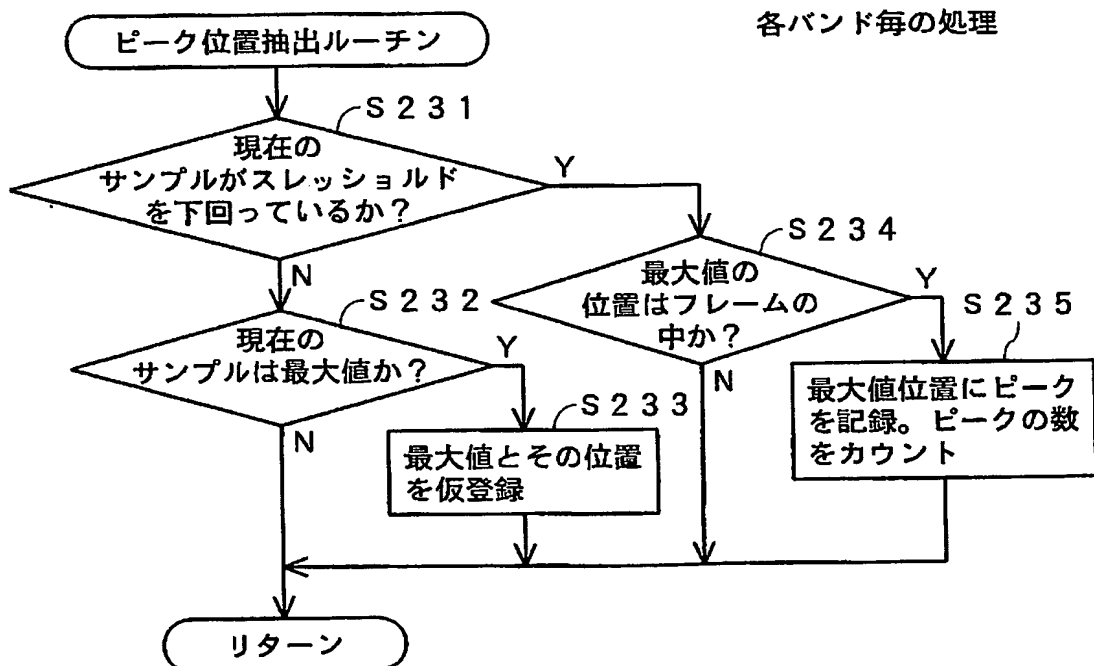 各バンド毎の処理
ピーク位置抽出ルーチン
S231
現在の
サンプルがスレッショルド
を下回っているか?
Y
N
S234
最大値の
位置はフレームの
中か?
Y
N
S232
現在の
サンプルは最大値か?
Y
N
S235
最大値位置にピーク
を記録。ピークの数
をカウント
S233
最大値とその位置
を仮登録
リターン